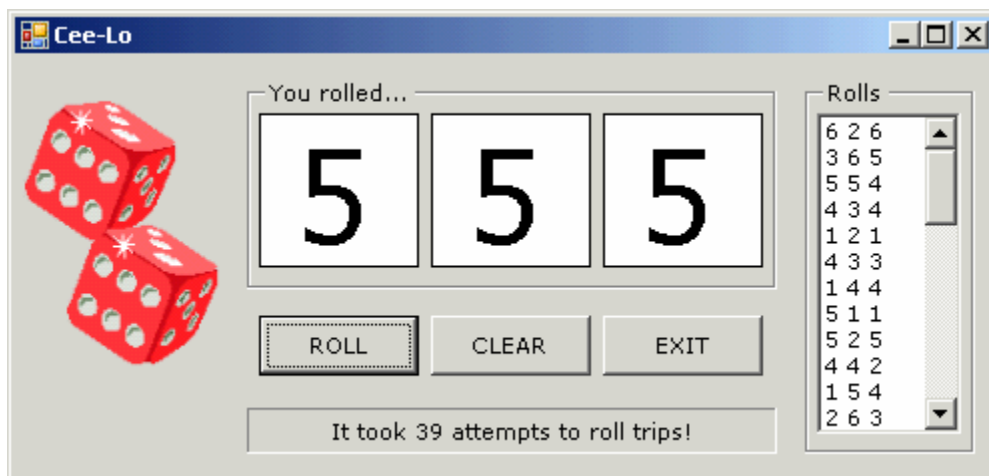 Cee-Lo
You rolled...
5 5 5
ROLL CLEAR EXIT
It took 39 attempts to roll trips!
Rolls
6 2 6
3 6 5
5 5 4
4 3 4
1 2 1
4 3 3
1 4 4
5 1 1
5 2 5
4 4 2
1 5 4
2 6 3